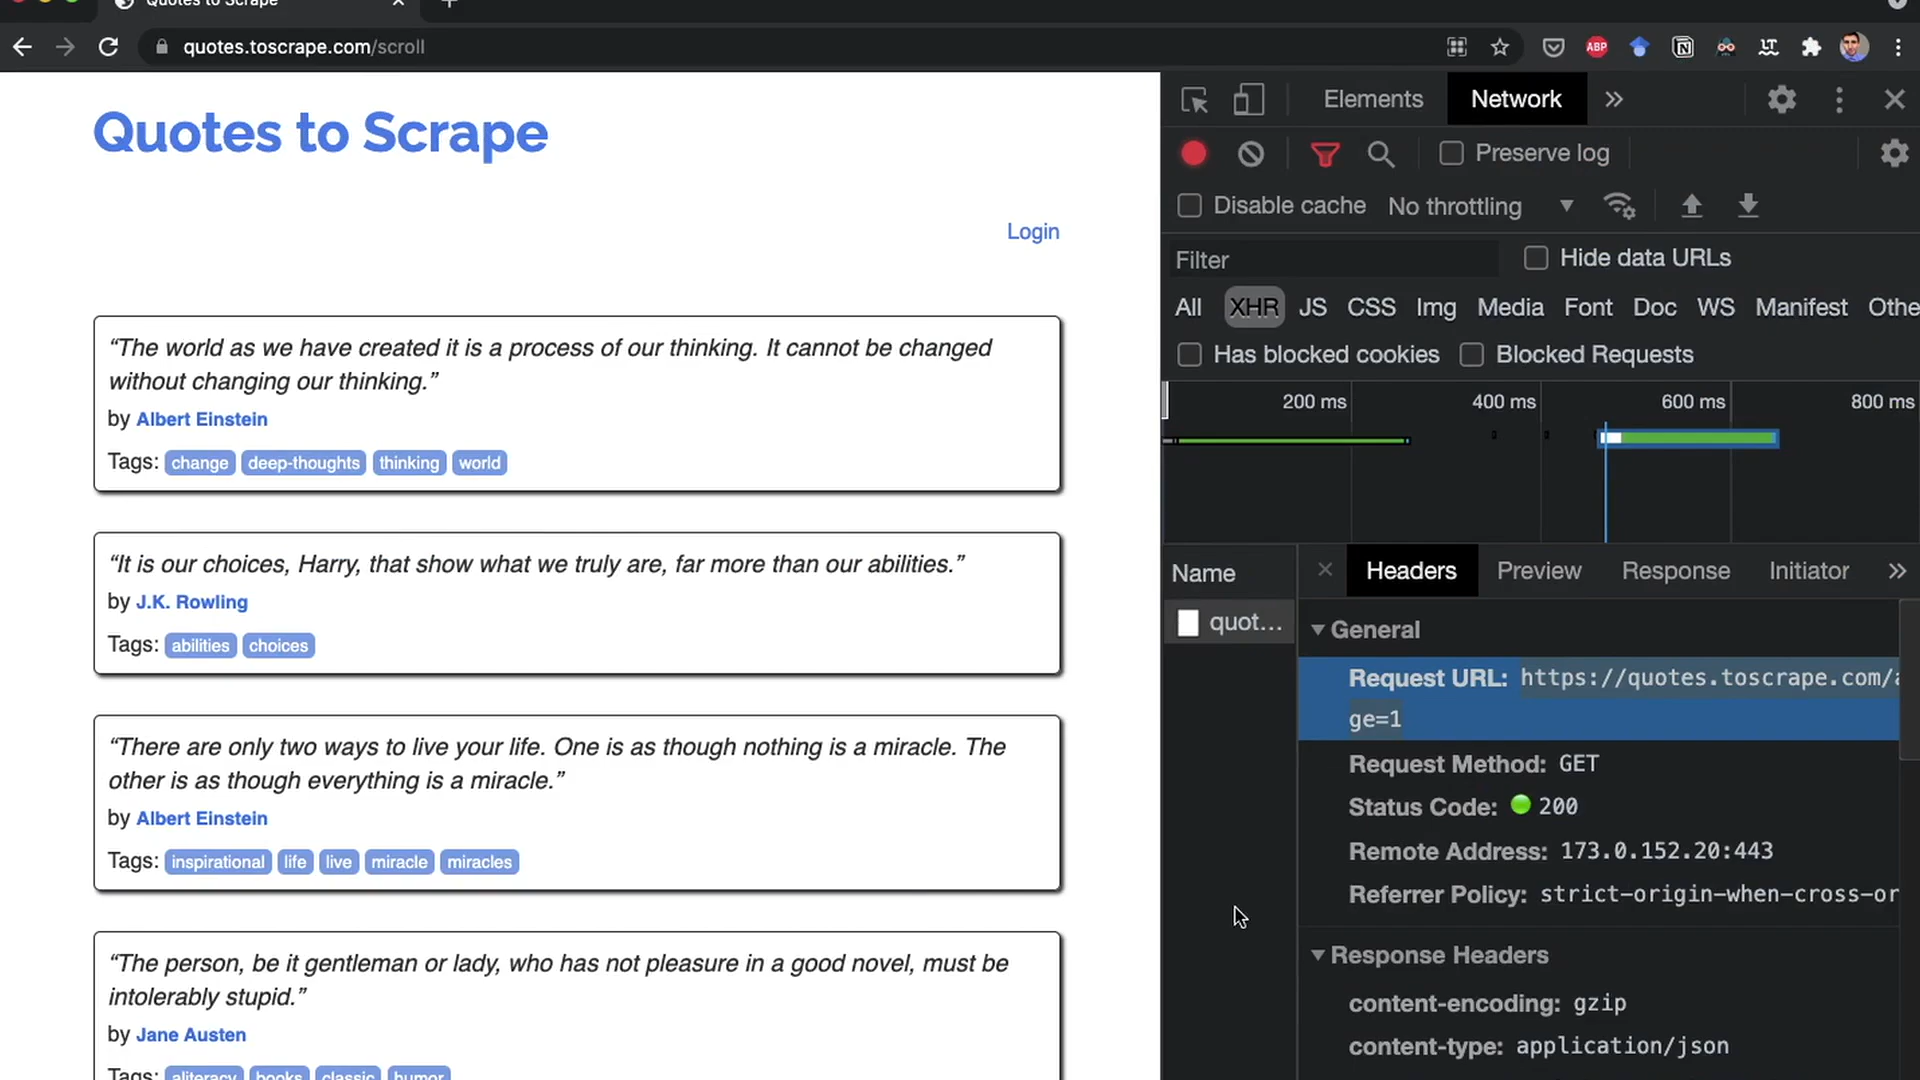 Quotes to Scrape
quotes.toscrape.com/scroll
ABP
Quotes to Scrape
Login
“The world as we have created it is a process of our thinking. It cannot be changed
without changing our thinking.”
by Albert Einstein
Tags: change deep-thoughts thinking world
“It is our choices, Harry, that show what we truly are, far more than our abilities.”
by J.K. Rowling
Tags: abilities choices
“There are only two ways to live your life. One is as though nothing is a miracle. The
other is as though everything is a miracle.”
by Albert Einstein
Tags: inspirational life live miracle miracles
“The person, be it gentleman or lady, who has not pleasure in a good novel, must be
intolerably stupid.”
by Jane Austen
Tags: aliteracy books classic humor
Elements Network
Preserve log
Disable cache No throttling
Filter Hide data URLs
All XHR JS CSS Img Media Font Doc WS Manifest Othe
Has blocked cookies Blocked Requests
200 ms 400 ms 600 ms 800 ms
Name Headers Preview Response Initiator
quot...
General
Request URL: https://quotes.toscrape.com/a
ge=1
Request Method: GET
Status Code: 200
Remote Address: 173.0.152.20:443
Referrer Policy: strict-origin-when-cross-or
Response Headers
content-encoding: gzip
content-type: application/json